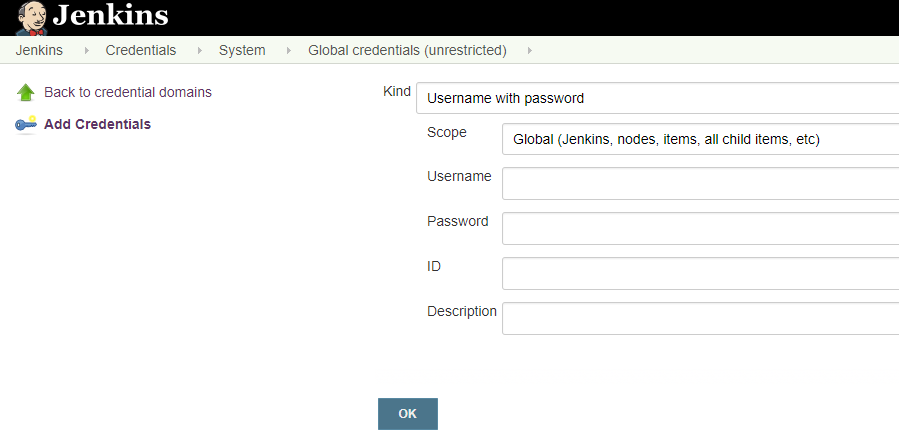 Jenkins
Jenkins Credentials System Global credentials (unrestricted)
Back to credential domains
Add Credentials
Kind Username with password
Scope Global (Jenkins, nodes, items, all child items, etc)
Username
Password
ID
Description
OK